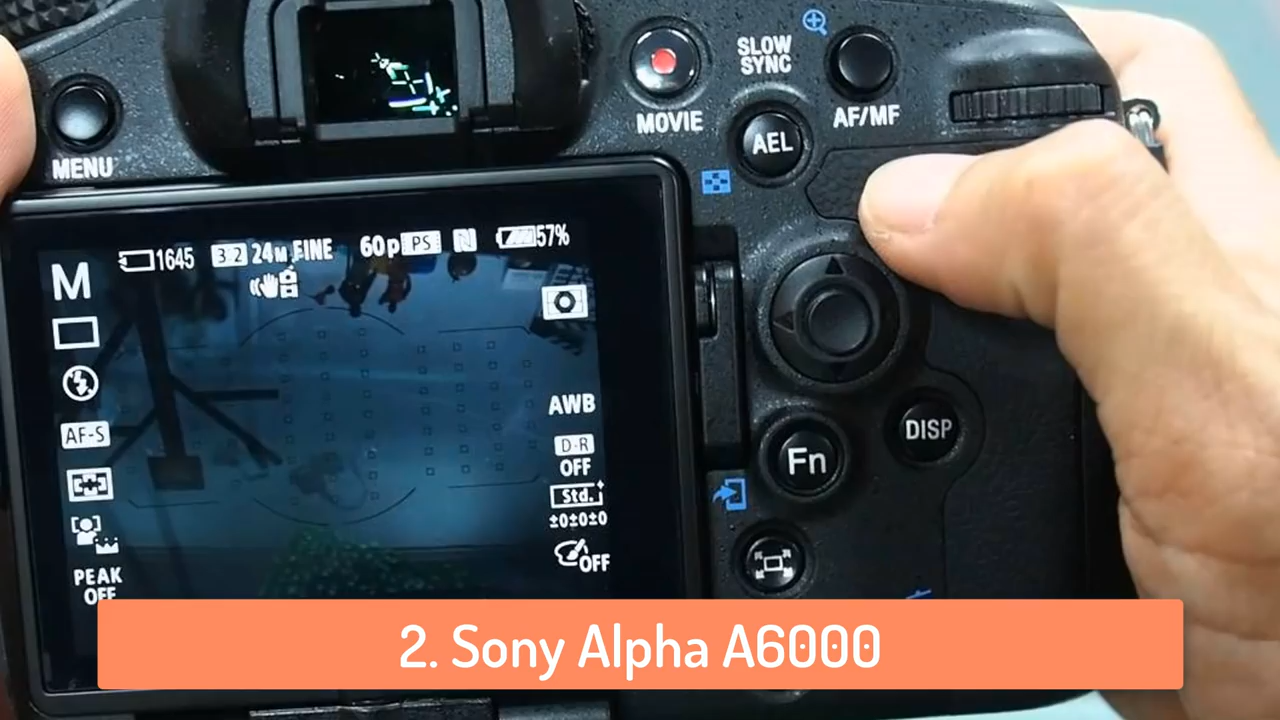 SLOW
SYNC
MOVIE
AF/MF
AEL
MENU
1645 3:2 24M FINE 60p PS N 57%
M
AF-S
PEAK
OFF
AWB
D-R
OFF
Std.
±0±0±0
OFF
DISP
Fn
2. Sony Alpha A6000